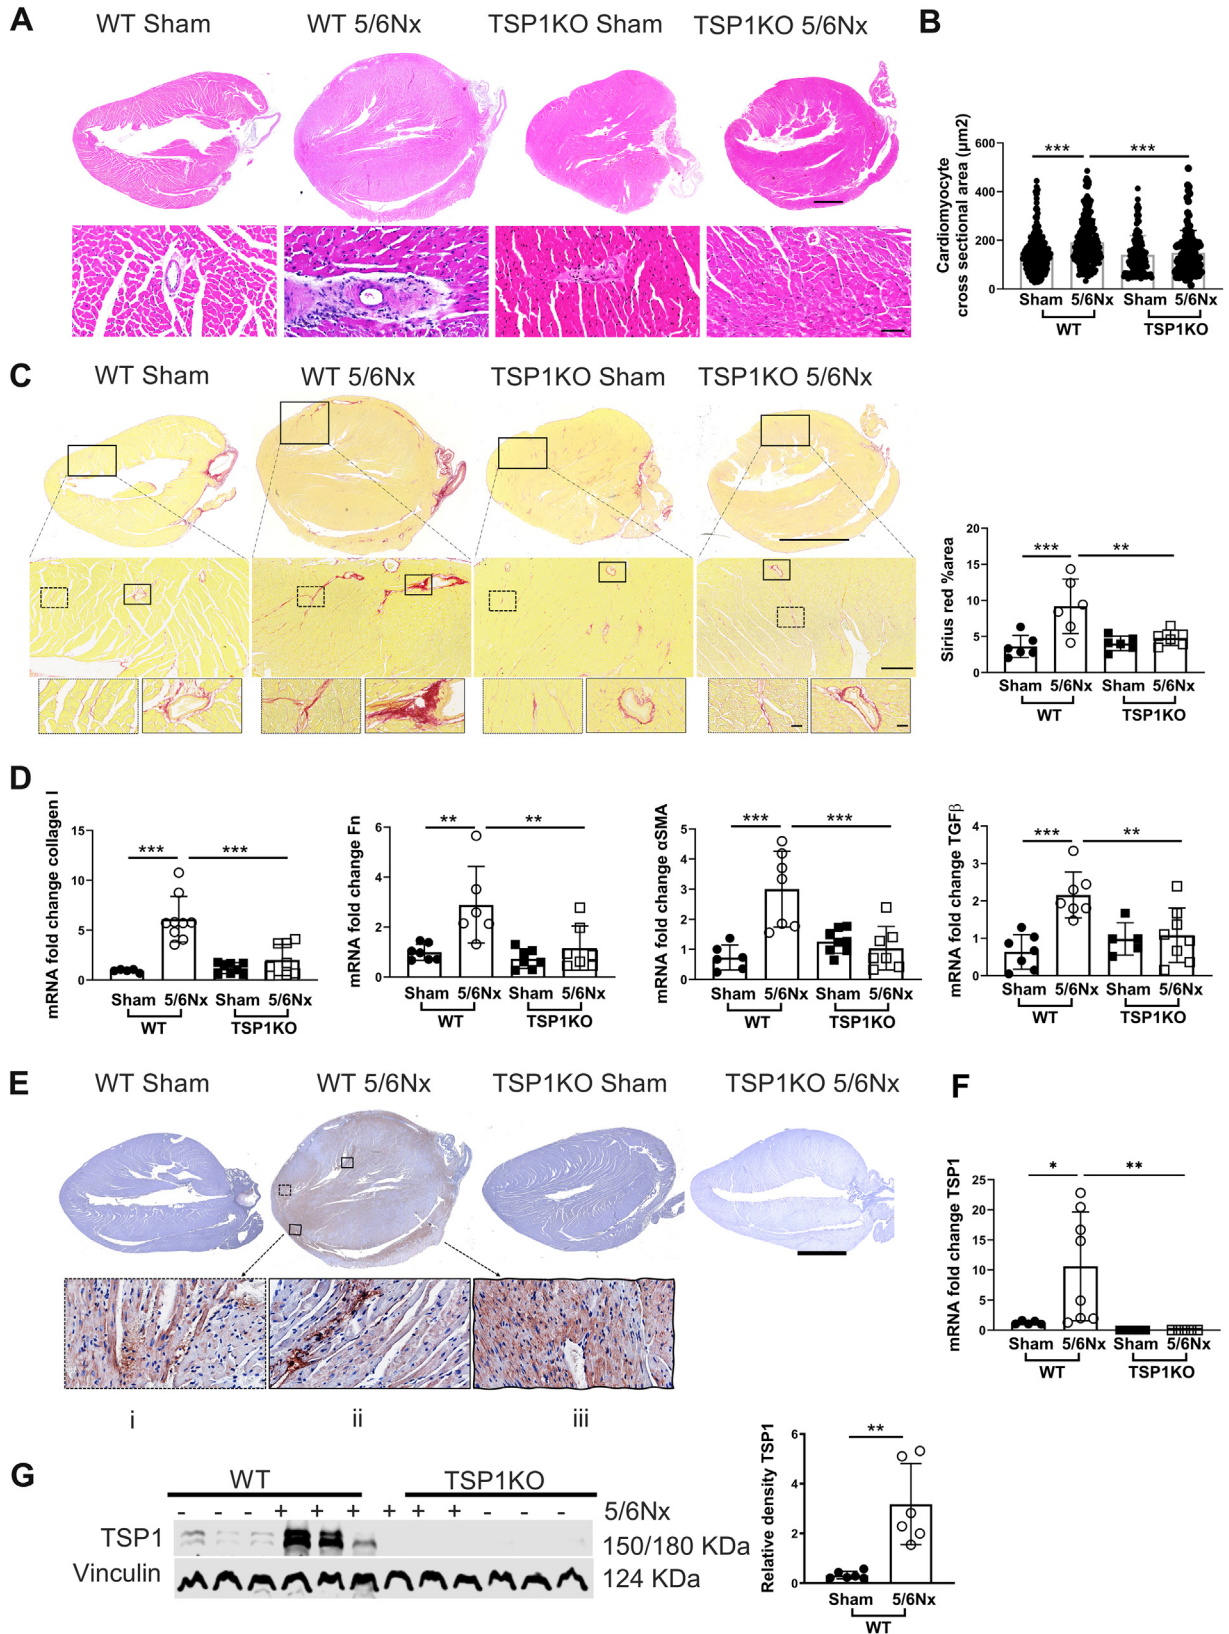 A
WT Sham WT 5/6Nx TSP1KO Sham TSP1KO 5/6Nx
B
Cardiomyocyte
cross sectional area (µm2)
600
400
200
0
*** ***
Sham 5/6Nx Sham 5/6Nx
WT TSP1KO
C
WT Sham WT 5/6Nx TSP1KO Sham TSP1KO 5/6Nx
Sirius red %area
20
15
10
5
0
*** **
Sham 5/6Nx Sham 5/6Nx
WT TSP1KO
D
mRNA fold change collagen I
15
10
5
0
*** ***
Sham 5/6Nx Sham 5/6Nx
WT TSP1KO
mRNA fold change Fn
6
4
2
0
** **
Sham 5/6Nx Sham 5/6Nx
WT TSP1KO
mRNA fold change αSMA
5
4
3
2
1
0
*** ***
Sham 5/6Nx Sham 5/6Nx
WT TSP1KO
mRNA fold change TGFβ
4
3
2
1
0
*** **
Sham 5/6Nx Sham 5/6Nx
WT TSP1KO
E
WT Sham WT 5/6Nx TSP1KO Sham TSP1KO 5/6Nx
i ii iii
F
mRNA fold change TSP1
25
20
15
10
5
0
* **
Sham 5/6Nx Sham 5/6Nx
WT TSP1KO
G
WT TSP1KO
- - - + + + + + + - - - 5/6Nx
TSP1 150/180 KDa
Vinculin 124 KDa
Relative density TSP1
6
4
2
0
**
Sham 5/6Nx
WT